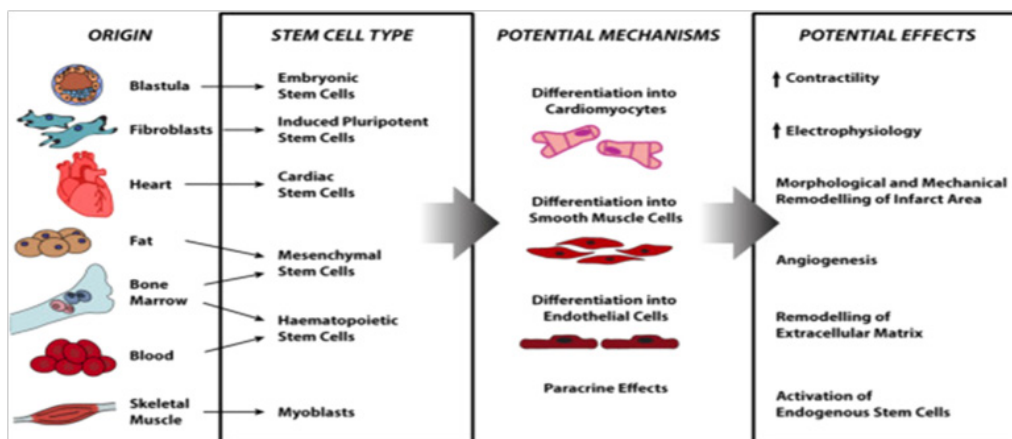 ORIGIN
Blastula
Fibroblasts
Heart
Fat
Bone
Marrow
Blood
Skeletal
Muscle
STEM CELL TYPE
Embryonic
Stem Cells
Induced Pluripotent
Stem Cells
Cardiac
Stem Cells
Mesenchymal
Stem Cells
Haematopoietic
Stem Cells
Myoblasts
POTENTIAL MECHANISMS
Differentiation into
Cardiomyocytes
Differentiation into
Smooth Muscle Cells
Differentiation into
Endothelial Cells
Paracrine Effects
POTENTIAL EFFECTS
Contractility
Electrophysiology
Morphological and Mechanical
Remodelling of Infarct Area
Angiogenesis
Remodelling of
Extracellular Matrix
Activation of
Endogenous Stem Cells